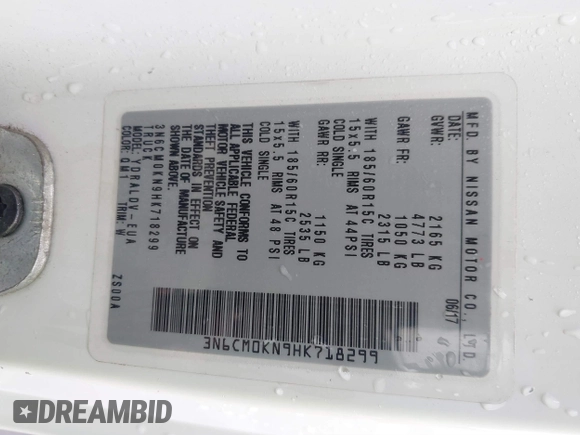 MFD. BY NISSAN MOTOR CO., LTD.
DATE: 06/17
GVWR: 2165 KG
4773 LB
GAWR FR: 1050 KG
2315 LB
WITH 185/60R15C TIRES
15x5.5 RIMS AT 44PSI
COLD SINGLE
GAWR RR: 1150 KG
2535 LB
WITH 185/60R15C TIRES
15x5.5 RIMS AT 48 PSI
COLD SINGLE
THIS VEHICLE CONFORMS TO
ALL APPLICABLE FEDERAL
MOTOR VEHICLE SAFETY AND
THEFT PREVENTION
STANDARDS IN EFFECT ON
THE DATE OF MANUFACTURE
SHOWN ABOVE.
3N6CM0KN9HK718299
TRUCK
MODEL YDRALDV-EUA
COLOR: QM1 TRIM: W
ZS00A
3N6CM0KN9HK718299
DREAMBID